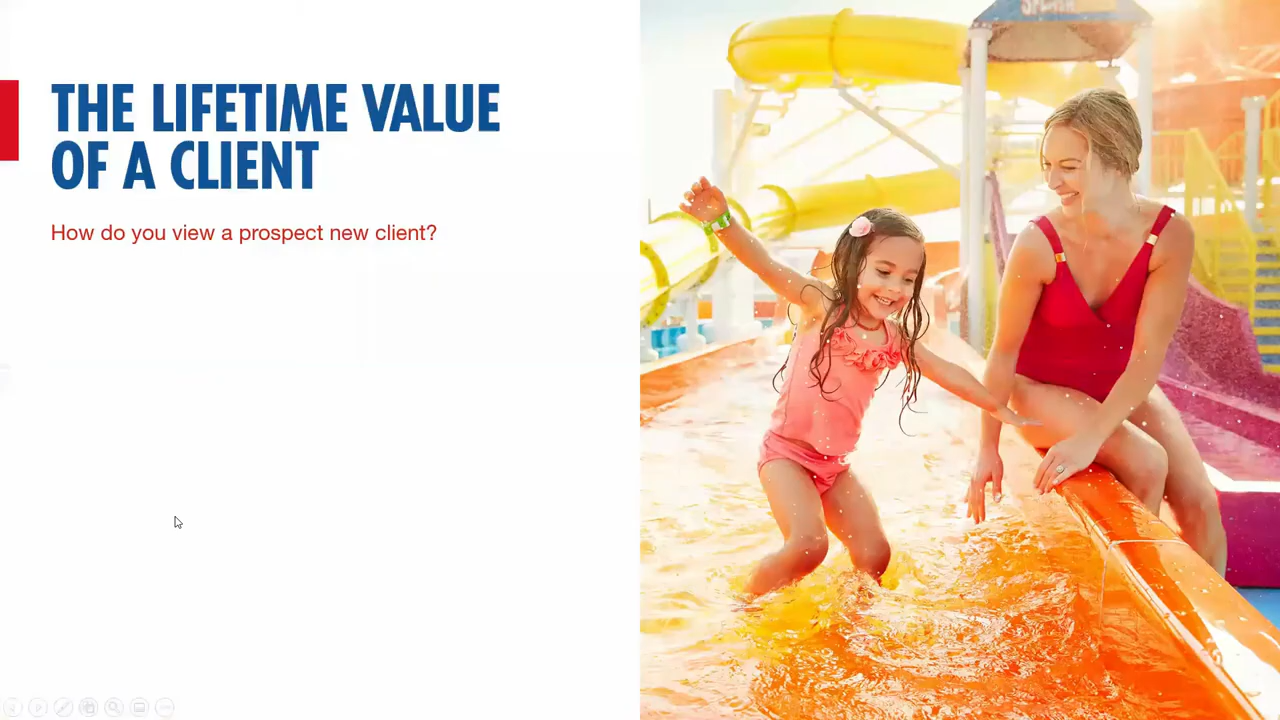 THE LIFETIME VALUE
OF A CLIENT
How do you view a prospect new client?